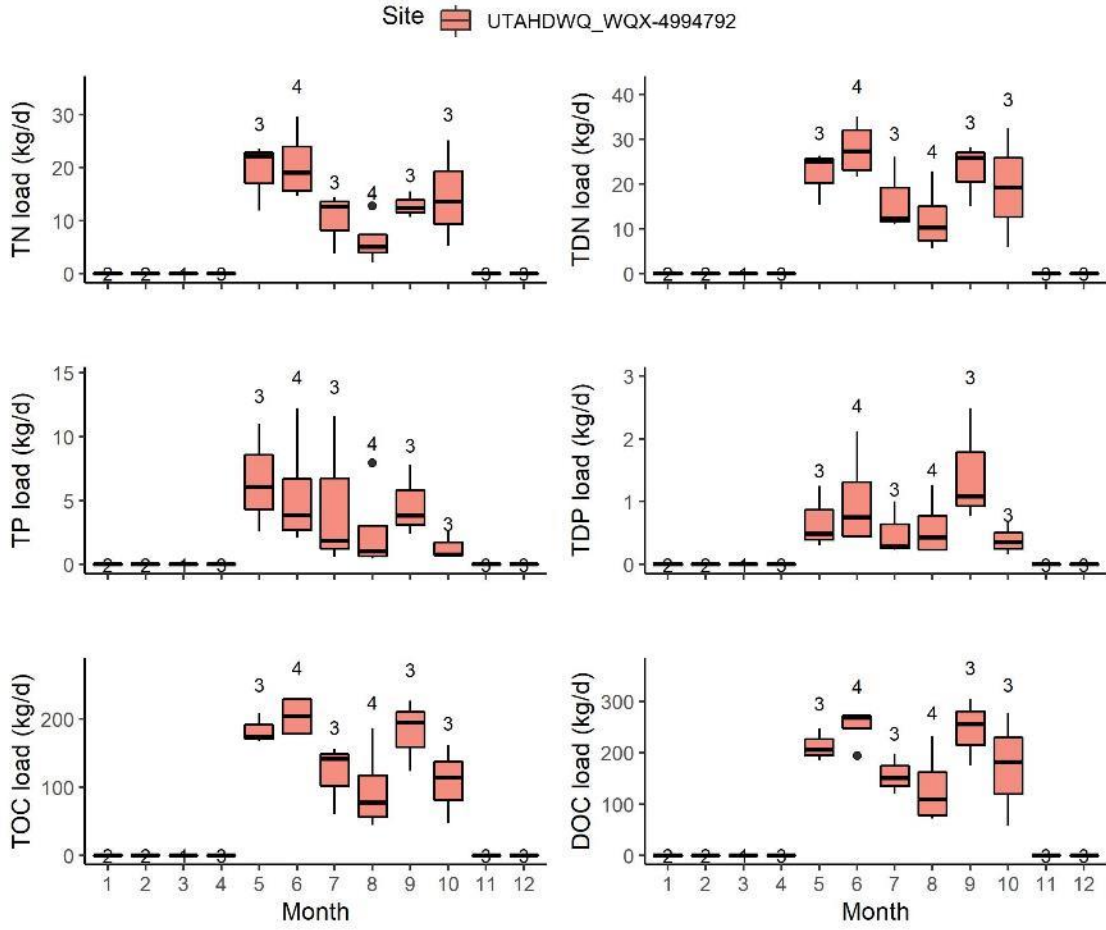 Site UTAHDWQ_WQX-4994792
TN load (kg/d)
30
20
10
0
2 2 4 3 3 4 3 4 3 3 3 3
TDN load (kg/d)
40
30
20
10
0
2 2 4 3 3 4 3 4 3 3 3 3
TP load (kg/d)
15
10
5
0
2 2 4 3 3 4 3 4 3 3 3 3
TDP load (kg/d)
3
2
1
0
2 2 4 3 3 4 3 4 3 3 3 3
TOC load (kg/d)
200
100
0
2 2 4 3 3 4 3 4 3 3 3 3
1 2 3 4 5 6 7 8 9 10 11 12
Month
DOC load (kg/d)
300
200
100
0
2 2 4 3 3 4 3 4 3 3 3 3
1 2 3 4 5 6 7 8 9 10 11 12
Month